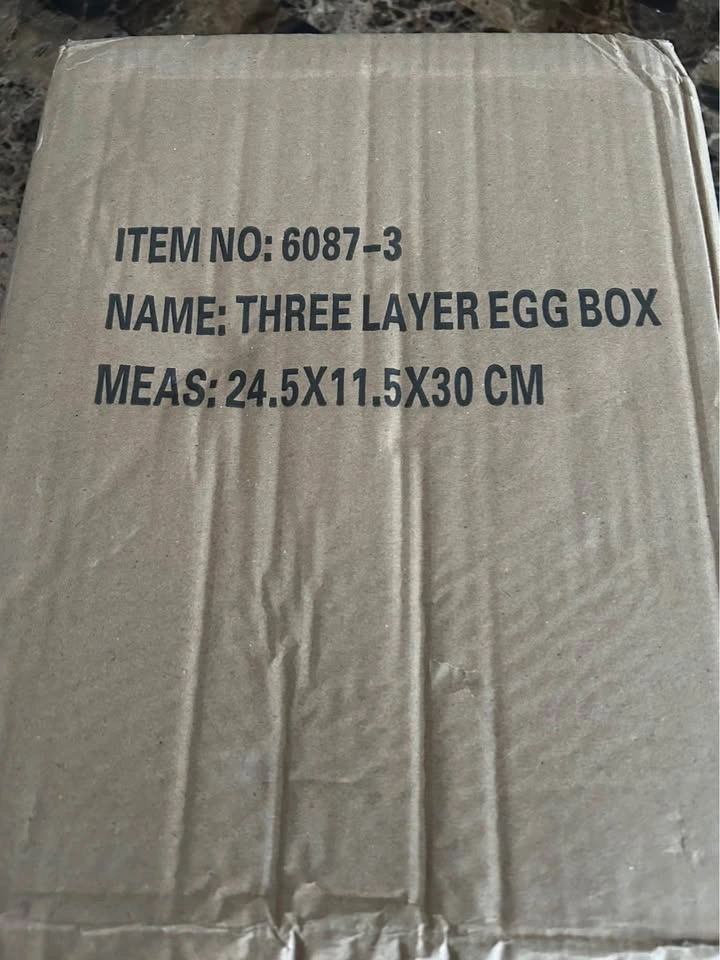 ITEM NO: 6087-3
NAME: THREE LAYER EGG BOX
MEAS: 24.5X11.5X30 CM